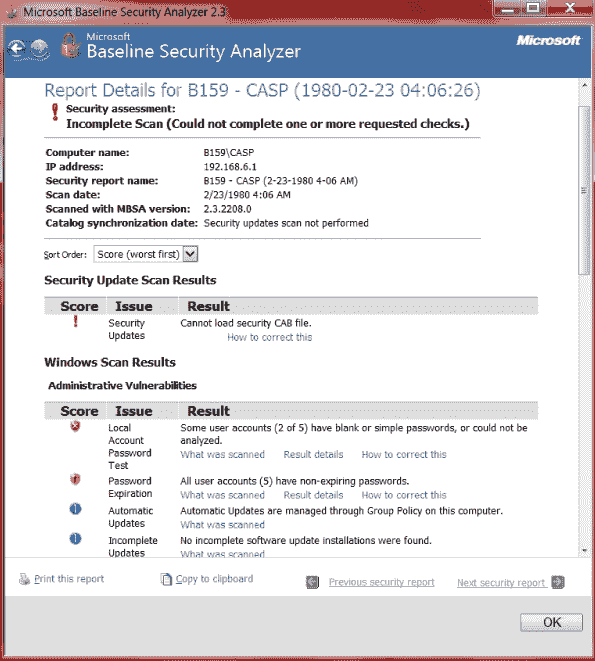 Microsoft Baseline Security Analyzer 2.3
Microsoft
Baseline Security Analyzer
Microsoft
Report Details for B159 - CASP (1980-02-23 04:06:26)
Security assessment:
Incomplete Scan (Could not complete one or more requested checks.)
Computer name: B159\CASP
IP address: 192.168.6.1
Security report name: B159 - CASP (2-23-1980 4-06 AM)
Scan date: 2/23/1980 4:06 AM
Scanned with MBSA version: 2.3.2208.0
Catalog synchronization date: Security updates scan not performed
Sort Order: Score (worst first)
Security Update Scan Results
Score Issue Result
Security Cannot load security CAB file.
Updates How to correct this
Windows Scan Results
Administrative Vulnerabilities
Score Issue Result
Local Some user accounts (2 of 5) have blank or simple passwords, or could not be
Account analyzed.
Password What was scanned Result details How to correct this
Test
Password All user accounts (5) have non-expiring passwords.
Expiration What was scanned Result details How to correct this
Automatic Automatic Updates are managed through Group Policy on this computer.
Updates What was scanned
Incomplete No incomplete software update installations were found.
Updates What was scanned
Print this report Copy to clipboard Previous security report Next security report
OK